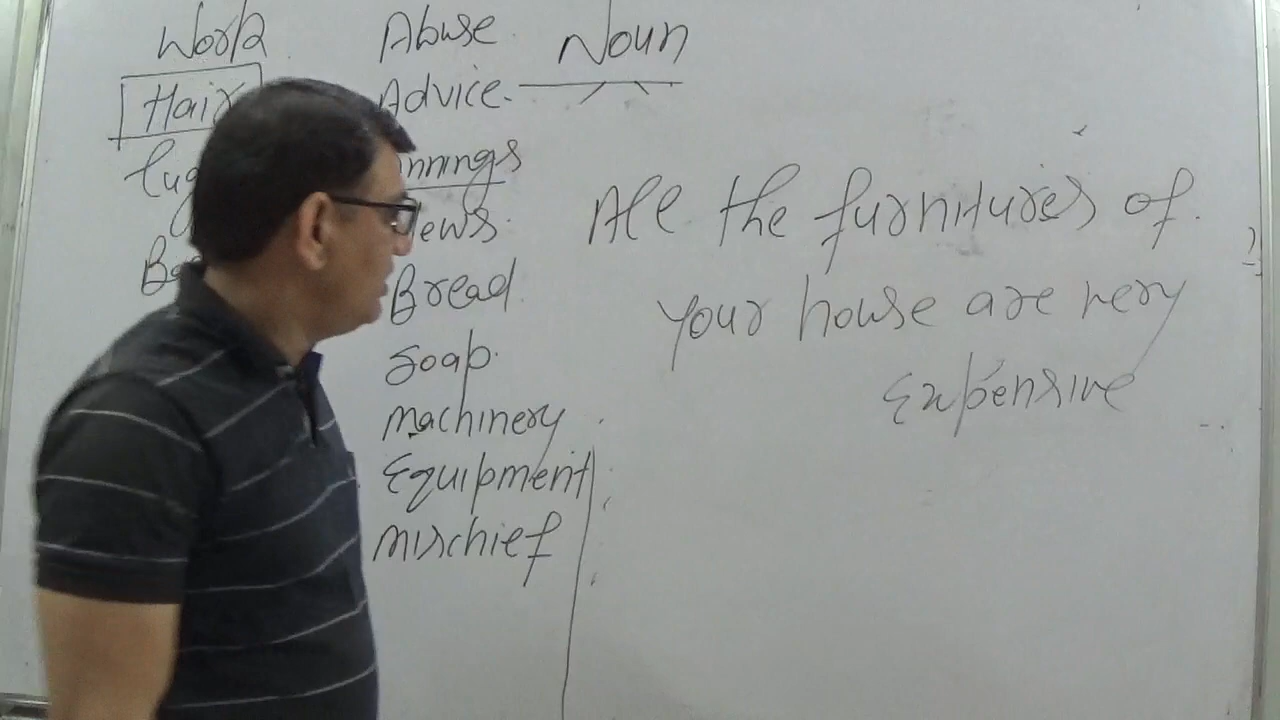 Work
Hair
Abuse
Advice.
News
Bread
Soap
machinery
Equipment
mischief
Noun
All the furnitures of
your house are very
Expensive